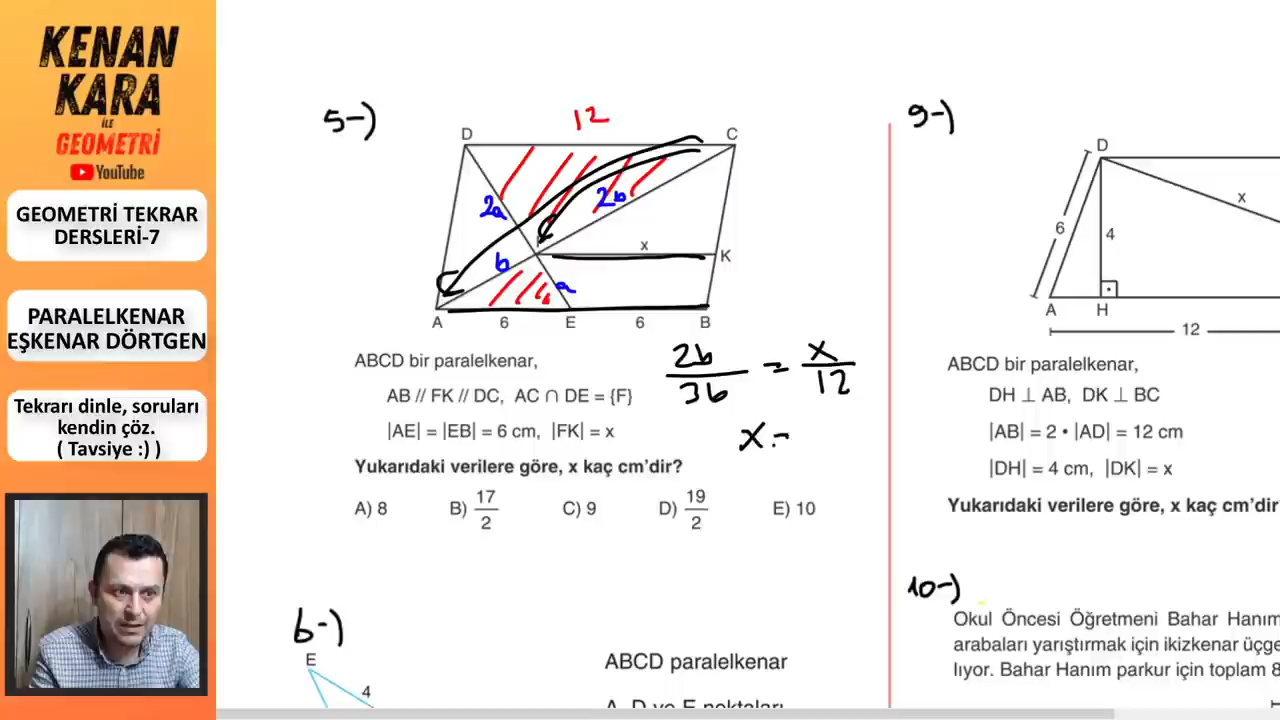 KENAN
KARA
İLE
GEOMETRİ
YouTube
GEOMETRİ TEKRAR
DERSLERİ-7
PARALELKENAR
EŞKENAR DÖRTGEN
Tekrarı dinle, soruları
kendin çöz.
( Tavsiye :) )
5-)
12
D
C
2a
2b
x
K
b
a
A
6
E
6
B
ABCD bir paralelkenar,
AB // FK // DC, AC ∩ DE = {F}
|AE| = |EB| = 6 cm, |FK| = x
Yukarıdaki verilere göre, x kaç cm'dir?
A) 8 B) 17/2 C) 9 D) 19/2 E) 10
2b/3b = x/12
x =
6-)
E
4
ABCD paralelkenar
A, D ve E noktaları
9-)
D
x
6
4
A
H
12
ABCD bir paralelkenar,
DH ⊥ AB, DK ⊥ BC
|AB| = 2 • |AD| = 12 cm
|DH| = 4 cm, |DK| = x
Yukarıdaki verilere göre, x kaç cm'dir
10-)
Okul Öncesi Öğretmeni Bahar Hanım
arabaları yarıştırmak için ikizkenar üçge
lıyor. Bahar Hanım parkur için toplam 8